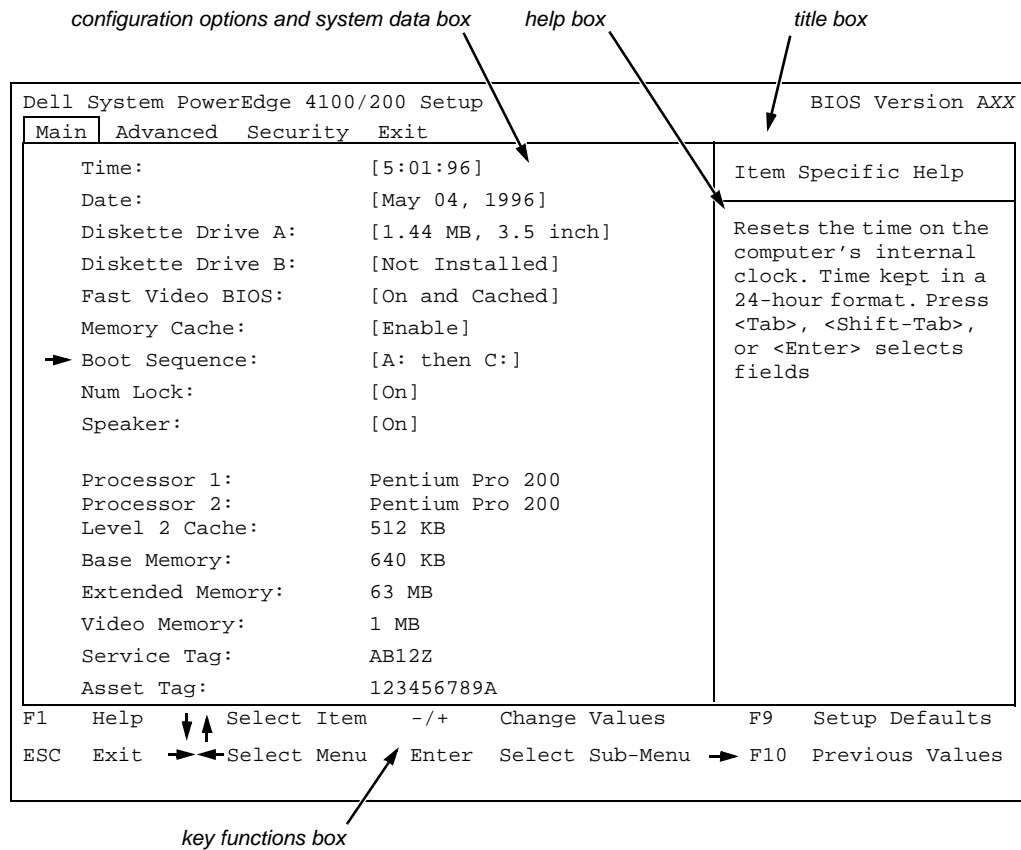 configuration options and system data box help box title box
Dell System PowerEdge 4100/200 Setup BIOS Version AXX
Main Advanced Security Exit
Time: [5:01:96]
Date: [May 04, 1996]
Diskette Drive A: [1.44 MB, 3.5 inch]
Diskette Drive B: [Not Installed]
Fast Video BIOS: [On and Cached]
Memory Cache: [Enable]
Boot Sequence: [A: then C:]
Num Lock: [On]
Speaker: [On]
Processor 1: Pentium Pro 200
Processor 2: Pentium Pro 200
Level 2 Cache: 512 KB
Base Memory: 640 KB
Extended Memory: 63 MB
Video Memory: 1 MB
Service Tag: AB12Z
Asset Tag: 123456789A
Item Specific Help
Resets the time on the
computer's internal
clock. Time kept in a
24-hour format. Press
<Tab>, <Shift-Tab>,
or <Enter> selects
fields
F1 Help Select Item -/+ Change Values F9 Setup Defaults
ESC Exit Select Menu Enter Select Sub-Menu F10 Previous Values
key functions box